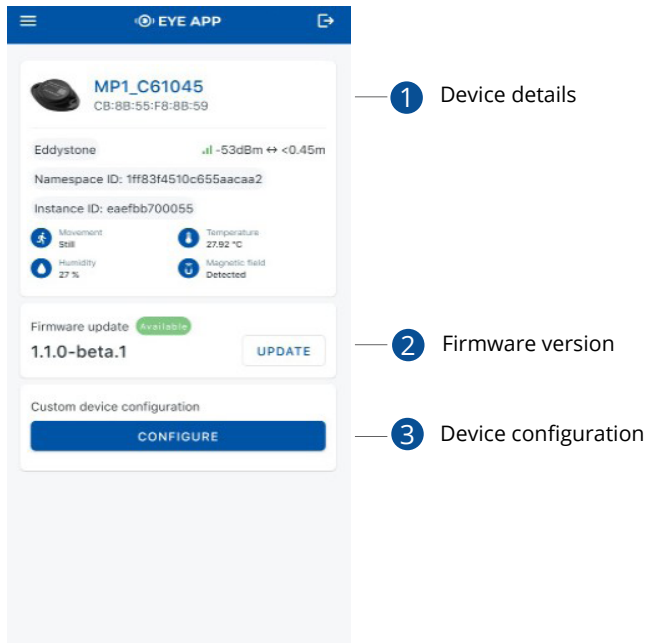 EYE APP
MP1_C61045
CB:8B:55:F8:8B:59
1 Device details
Eddystone -53dBm ↔ <0.45m
Namespace ID: 1ff83f4510c655aacaa2
Instance ID: eaefbb700055
Movement
Still
Temperature
27.92 °C
Humidity
27 %
Magnetic field
Detected
Firmware update Available
1.1.0-beta.1 UPDATE
2 Firmware version
Custom device configuration
CONFIGURE
3 Device configuration